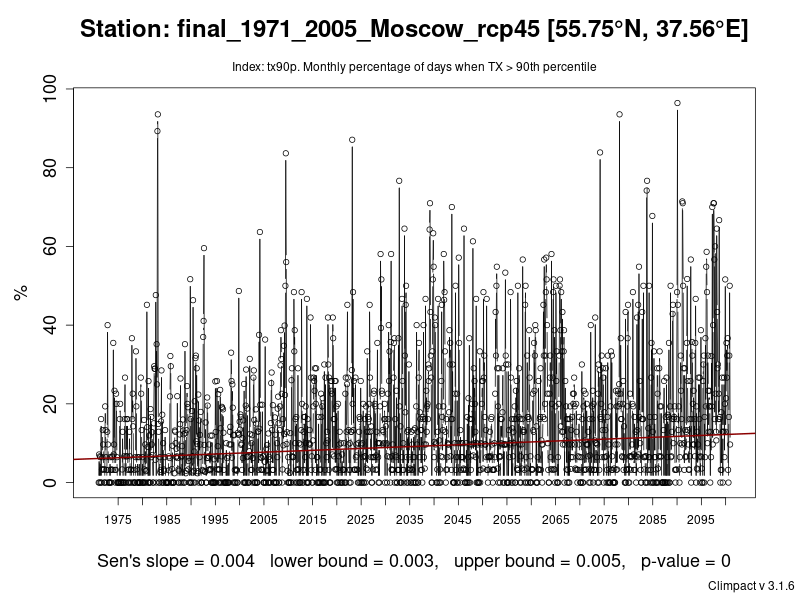 Station: final_1971_2005_Moscow_rcp45 [55.75°N, 37.56°E]
Index: tx90p. Monthly percentage of days when TX > 90th percentile
100
80
60
40
20
0
%
1975 1985 1995 2005 2015 2025 2035 2045 2055 2065 2075 2085 2095
Sen's slope = 0.004 lower bound = 0.003, upper bound = 0.005, p-value = 0
Climpact v 3.1.6